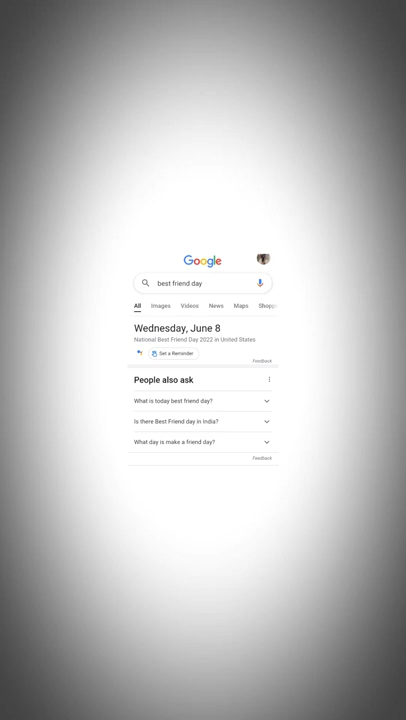 Google
best friend day
All Images Videos News Maps Shopp
Wednesday, June 8
National Best Friend Day 2022 in United States
Set a Reminder
Feedback
People also ask
What is today best friend day?
Is there Best Friend day in India?
What day is make a friend day?
Feedback